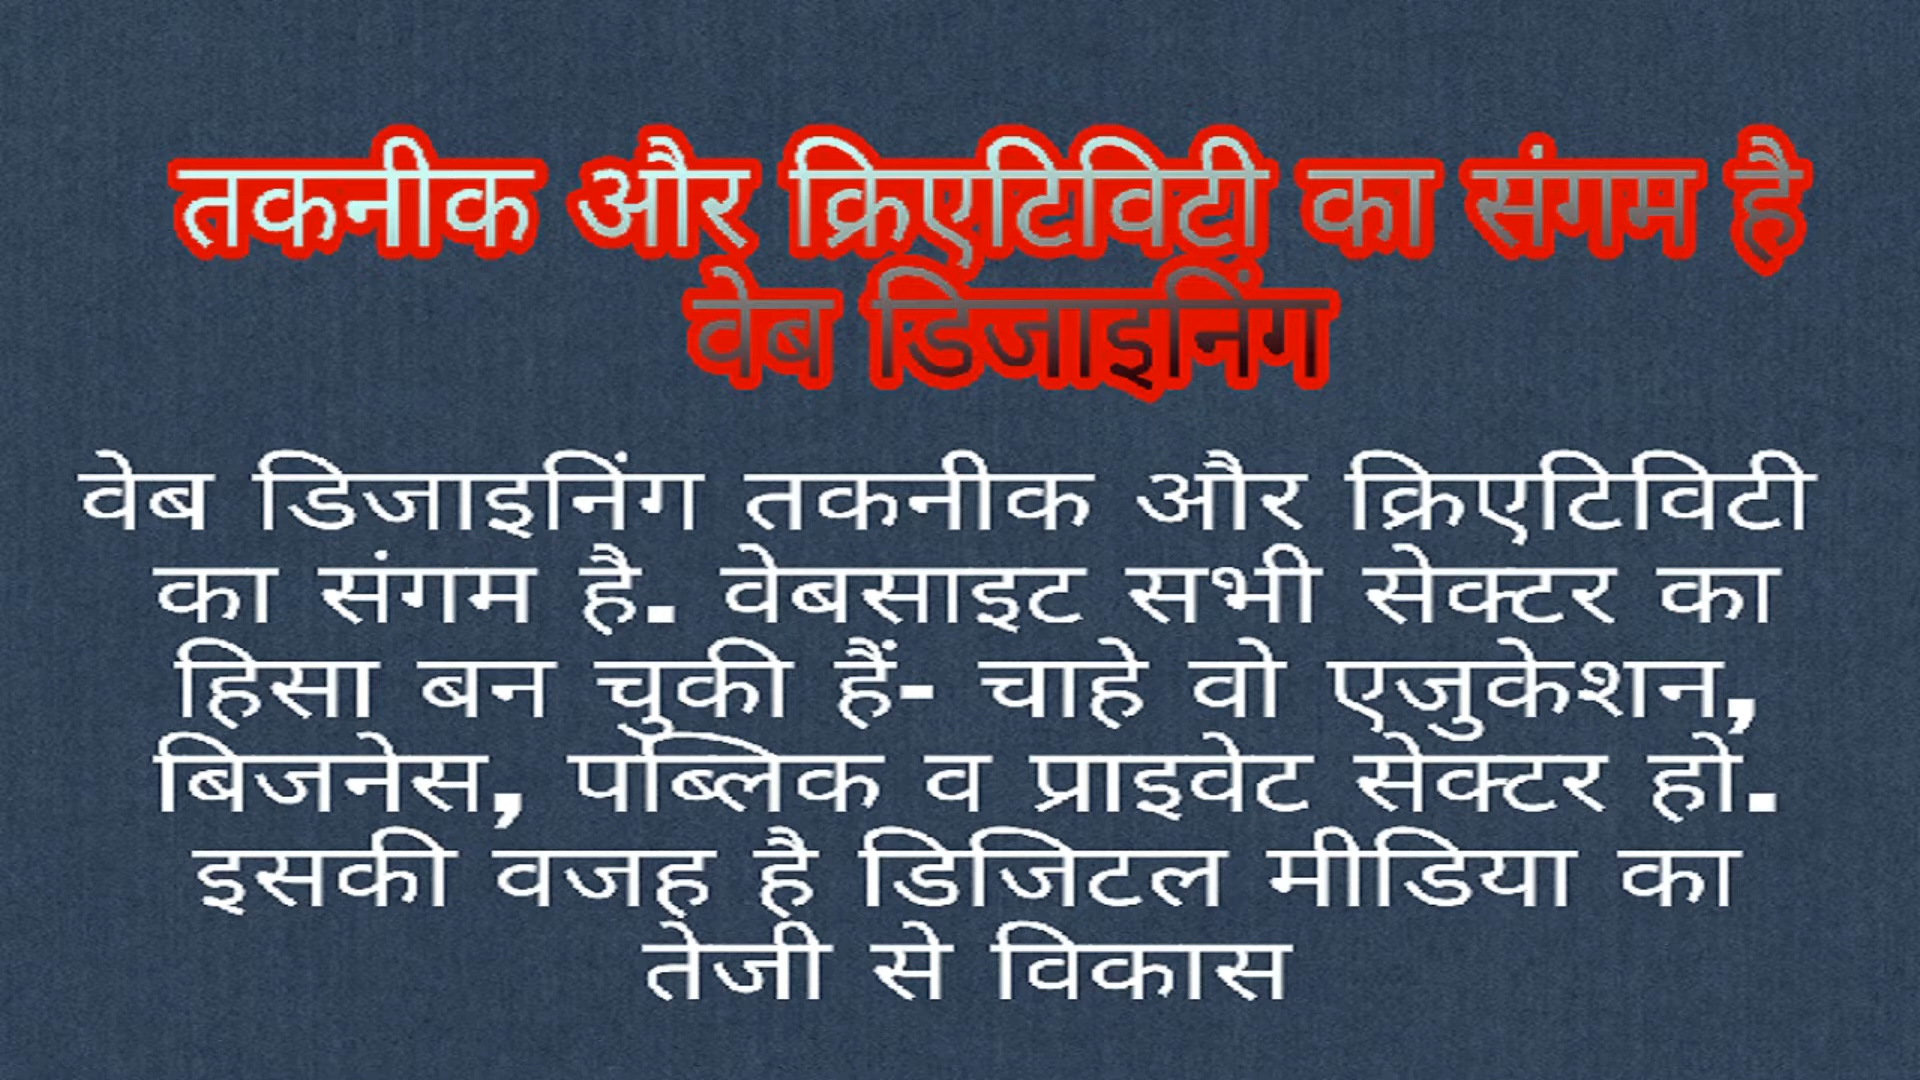 तकनीक और क्रिएटिविटी का संगम है
वेब डिजाइनिंग
वेब डिजाइनिंग तकनीक और क्रिएटिविटी
का संगम है. वेबसाइट सभी सेक्टर का
हिसा बन चुकी हैं- चाहे वो एजुकेशन,
बिजनेस, पब्लिक व प्राइवेट सेक्टर हो.
इसकी वजह है डिजिटल मीडिया का
तेजी से विकास